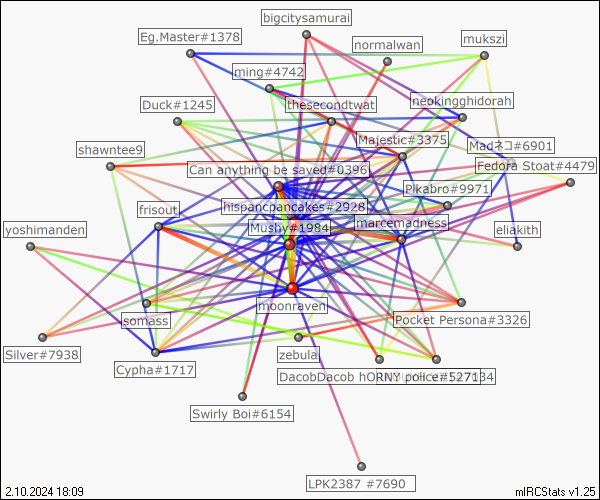 bigcitysamurai
Eg.Master#1378
normalwan
mukszi
ming#4742
Duck#1245
thesecondtwat
neokingghidorah
Majestic#3375
shawntee9
Madネコ#6901
Can anything be saved#0396
Fedora Stoat#4479
Pikabro#9971
frisout
hispancpancakes#2928
yoshimanden
Mushy#1984
marcemadness
eliakith
moonraven
somass
Pocket Persona#3326
Silver#7938
zebula
Cypha#1717
DacobDacob hORNY police#5271
Swirly Boi#6154
LPK2387 #7690
2.10.2024 18:09
mIRCStats v1.25